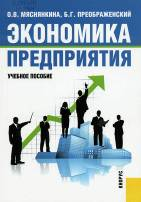 О.В. МЯСНЯНКИНА, Б.Г. ПРЕОБРАЖЕНСКИЙ
ЭКОНОМИКА
ПРЕДПРИЯТИЯ
УЧЕБНОЕ ПОСОБИЕ
КНОРУС